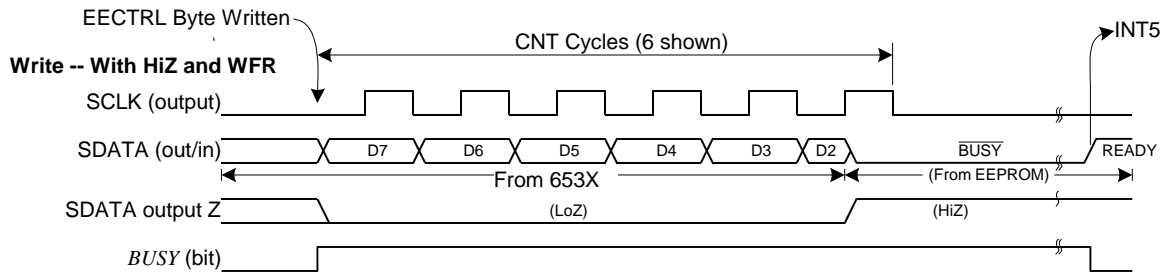 EECTRL Byte Written
INT5
CNT Cycles (6 shown)
Write -- With HiZ and WFR
SCLK (output)
SDATA (out/in)
D7
D6
D5
D4
D3
D2
BUSY
READY
From 653X
(From EEPROM)
SDATA output Z
(LoZ)
(HiZ)
BUSY (bit)